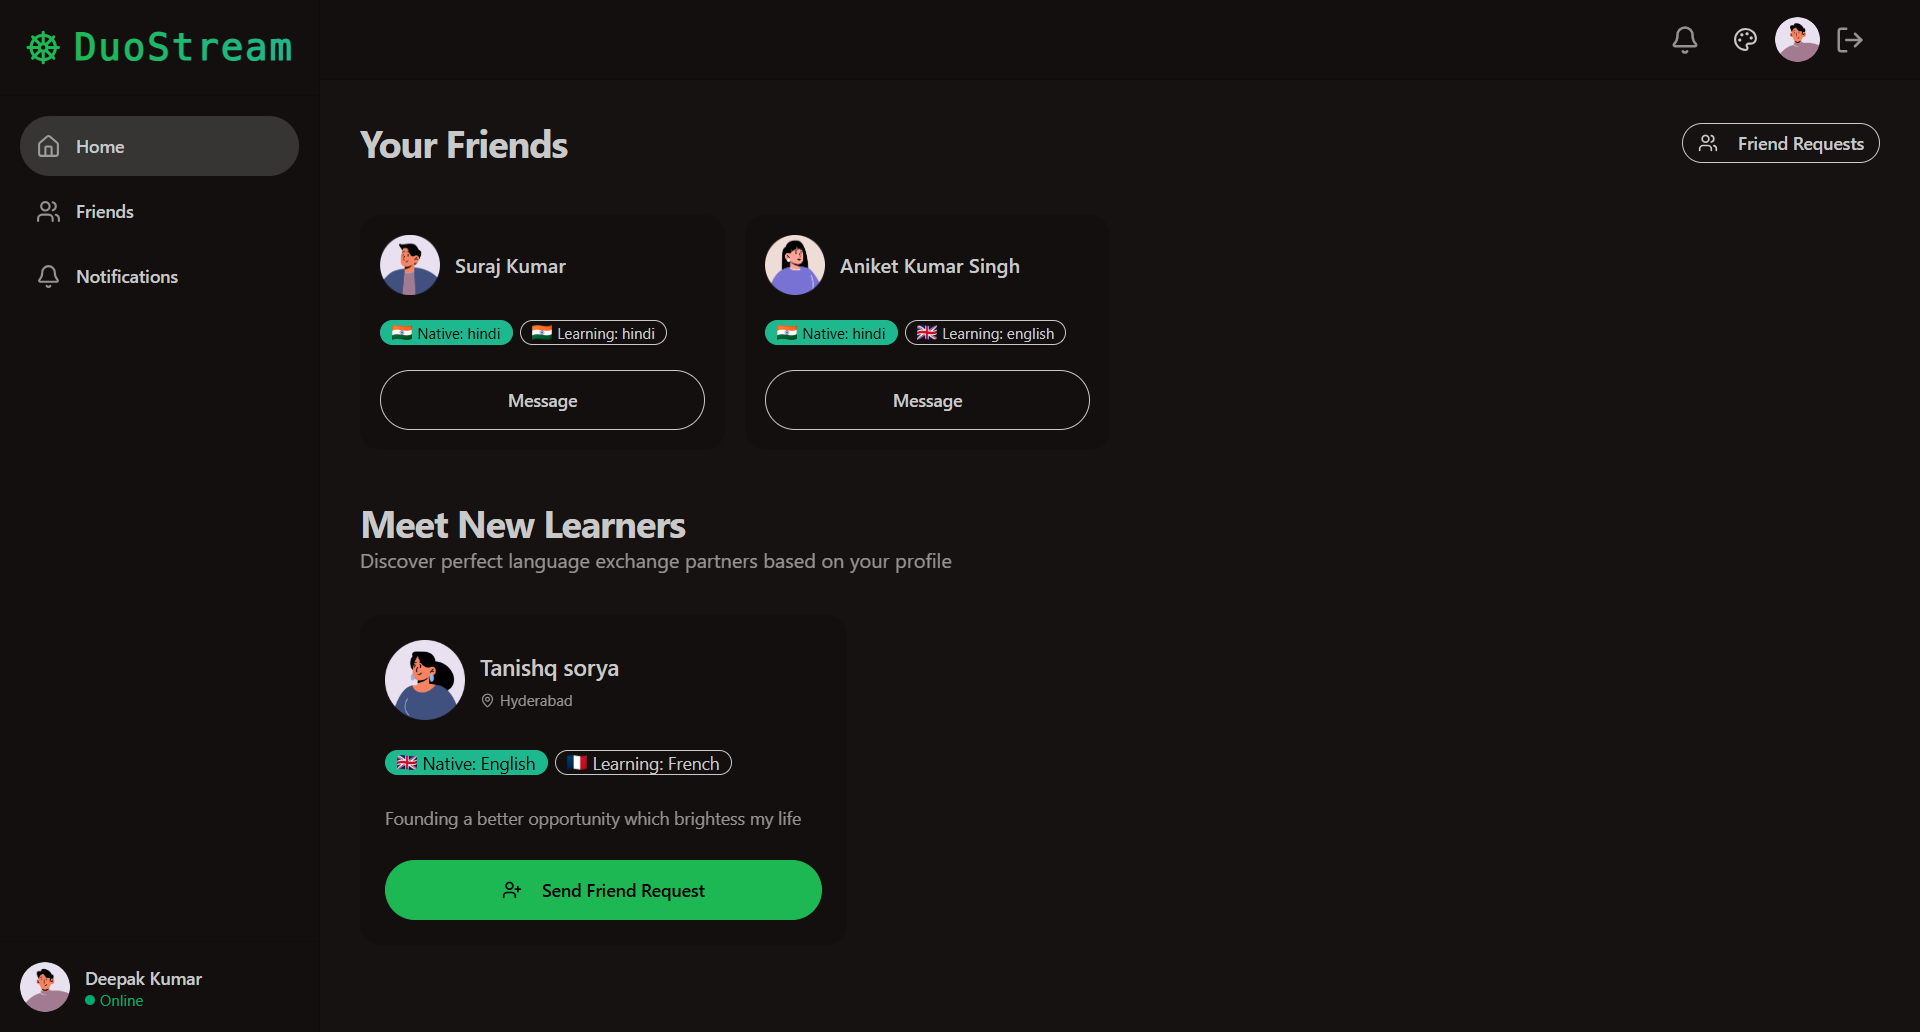 DuoStream
Home
Friends
Notifications
Your Friends
Friend Requests
Suraj Kumar
Native: hindi
Learning: hindi
Message
Aniket Kumar Singh
Native: hindi
Learning: english
Message
Meet New Learners
Discover perfect language exchange partners based on your profile
Tanishq sorya
Hyderabad
Native: English
Learning: French
Founding a better opportunity which brightess my life
Send Friend Request
Deepak Kumar
Online